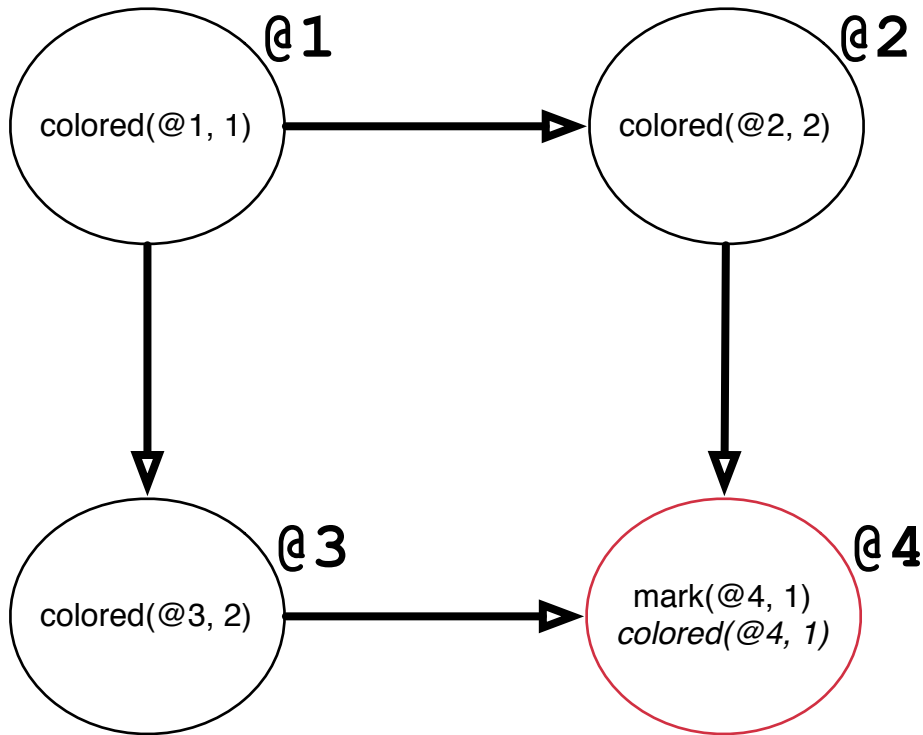 @1
colored(@1, 1)
@2
colored(@2, 2)
@3
colored(@3, 2)
@4
mark(@4, 1)
colored(@4, 1)